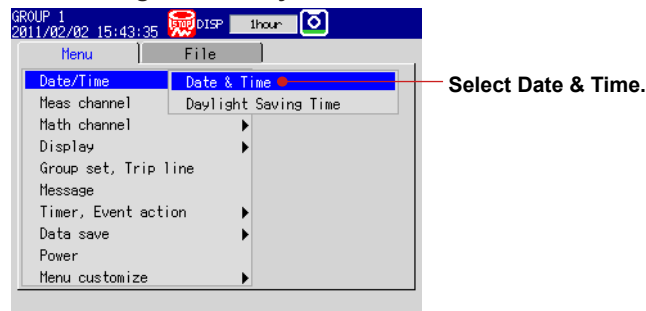 GROUP 1
2011/02/02 15:43:35 STOP DISP 1hour
Menu File
Date/Time Date & Time Select Date & Time.
Meas channel Daylight Saving Time
Math channel
Display
Group set, Trip line
Message
Timer, Event action
Data save
Power
Menu customize